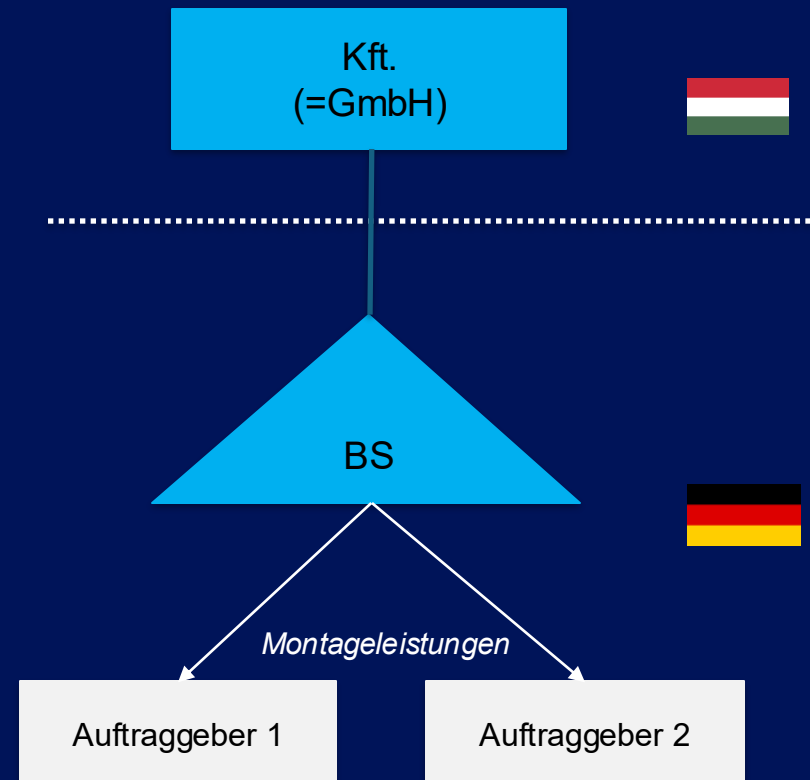 Kft.
(=GmbH)
BS
Montageleistungen
Auftraggeber 1
Auftraggeber 2